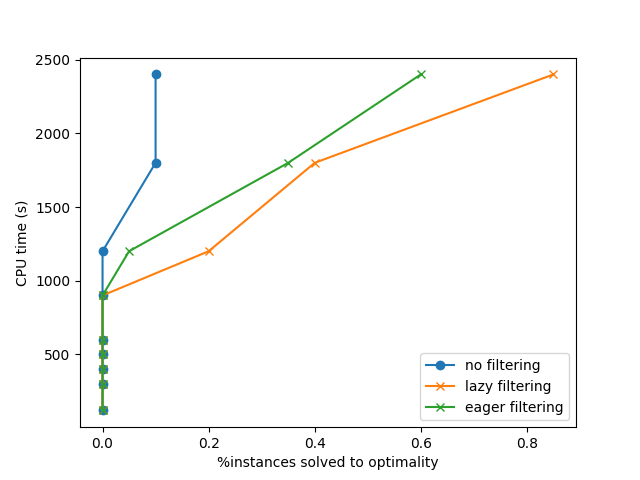 2500
2000
1500
1000
500
CPU time (s)
0.0
0.2
0.4
0.6
0.8
%instances solved to optimality
no filtering
lazy filtering
eager filtering